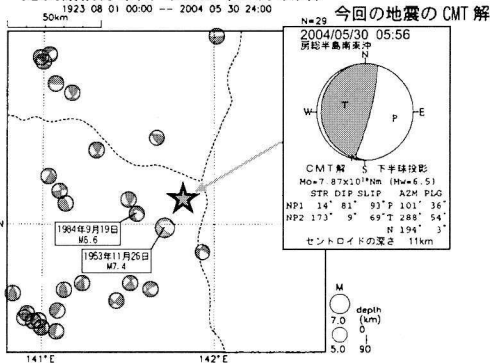 1923 08 01 00:00 -- 2004 05 30 24:00
50km
N=29
今回の地震の CMT 解
2004/05/30 05:56
房総半島南東沖
N
T
P
W
E
N
S
CMT解 下半球投影
Mo=7.87x10¹⁸Nm (Mw=6.5)
STR DIP SLIP AZM PLG
NP1 14° 81° 93° P 101° 36°
NP2 173° 9° 69° T 288° 54°
N 194° 3°
セントロイドの深さ 11km
1984年9月19日
M6.6
1953年11月26日
M7.4
N
M
7.0
5.0
depth
(km)
0
90
141°E
142°E